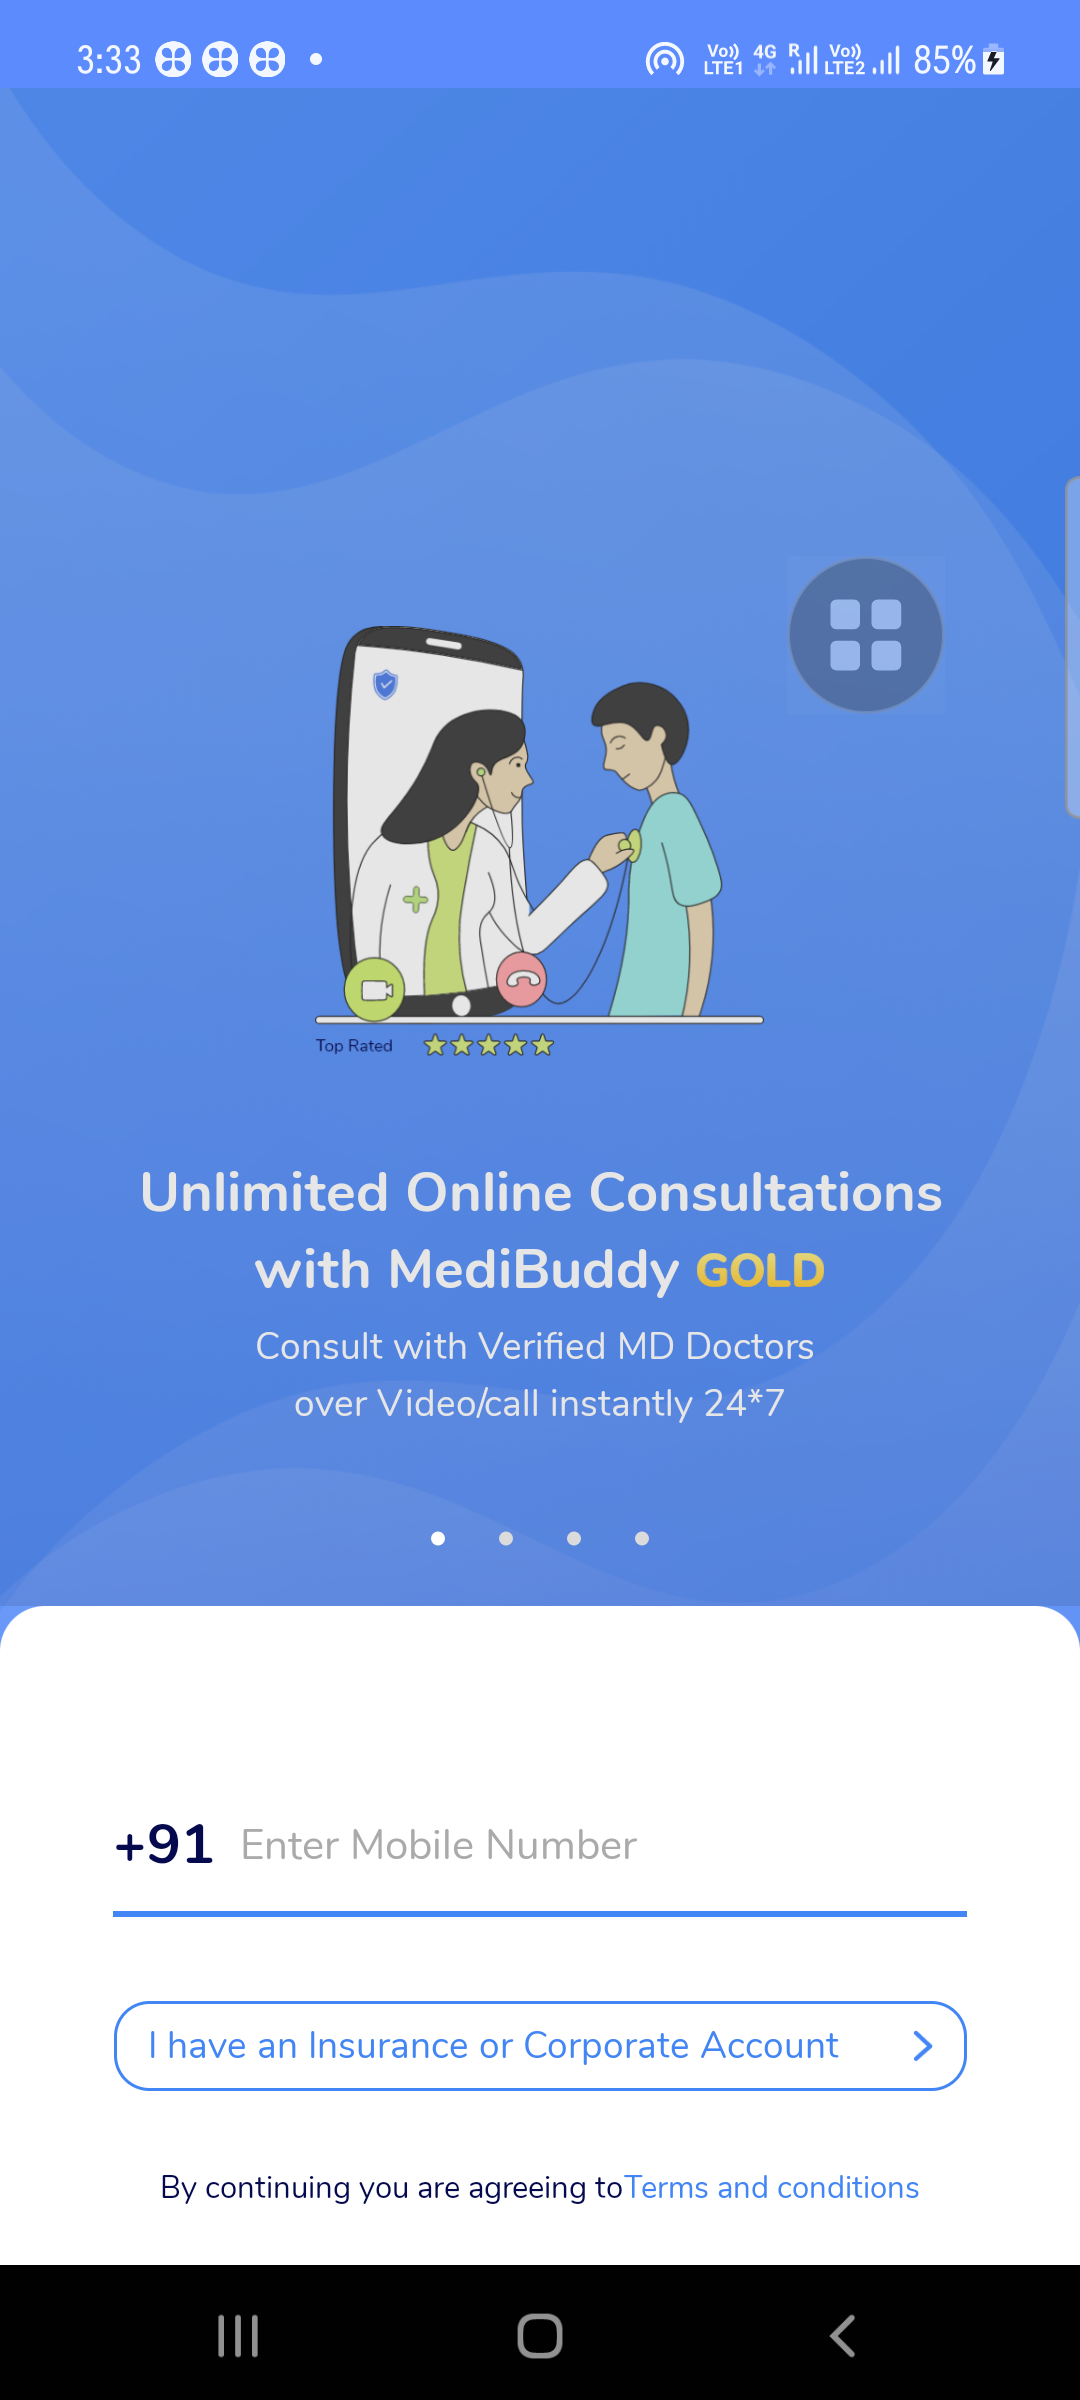 3:33
Vo)) LTE1 4G R Vo)) LTE2 85%
Top Rated
Unlimited Online Consultations
with MediBuddy GOLD
Consult with Verified MD Doctors
over Video/call instantly 24*7
+91 Enter Mobile Number
I have an Insurance or Corporate Account
By continuing you are agreeing toTerms and conditions